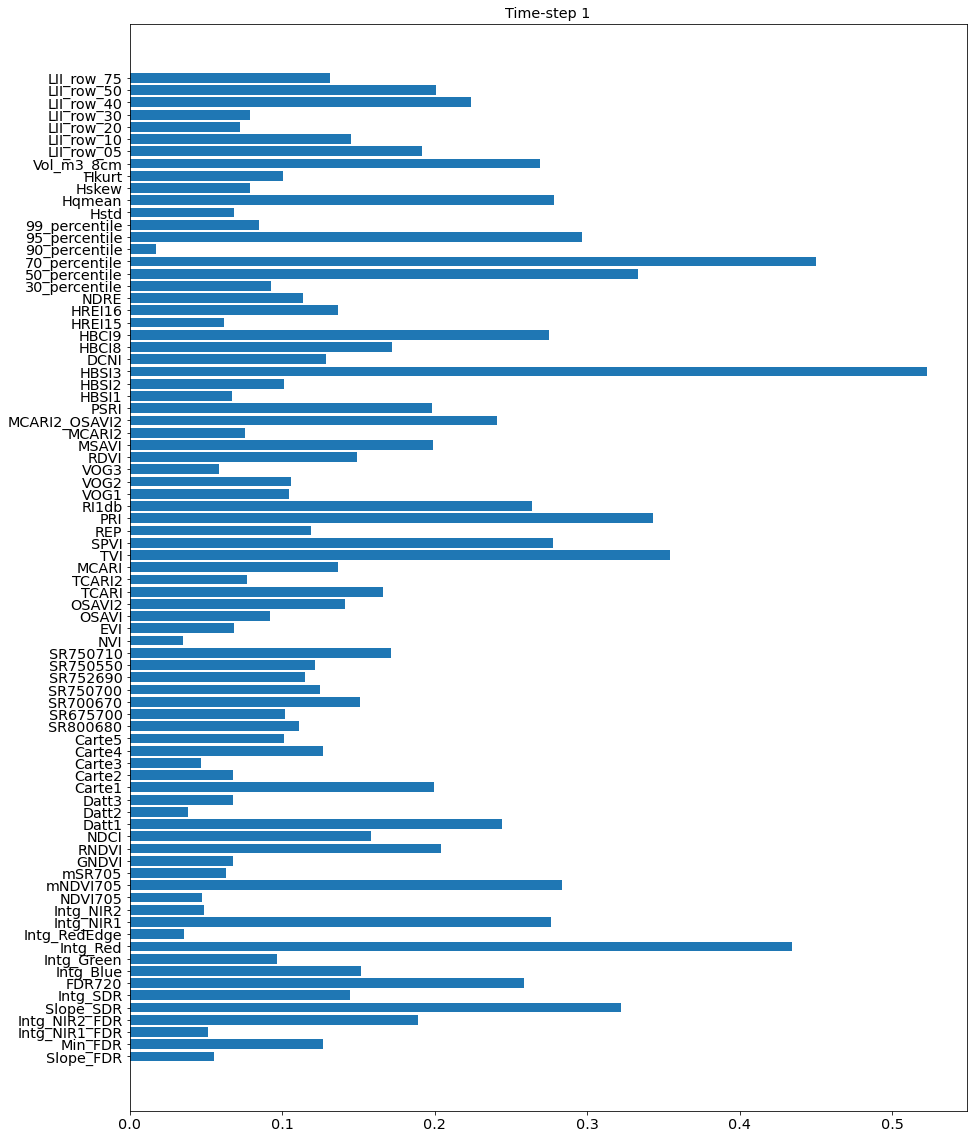 Time-step 1
LII_row_75
LII_row_50
LII_row_40
LII_row_30
LII_row_20
LII_row_10
LII_row_05
Vol_m3_8cm
Hkurt
Hskew
Hqmean
Hstd
99_percentile
95_percentile
90_percentile
70_percentile
50_percentile
30_percentile
NDRE
HREI16
HREI15
HBCI9
HBCI8
DCNI
HBSI3
HBSI2
HBSI1
PSRI
MCARI2_OSAVI2
MCARI2
MSAVI
RDVI
VOG3
VOG2
VOG1
RI1db
PRI
REP
SPVI
TVI
MCARI
TCARI2
TCARI
OSAVI2
OSAVI
EVI
NVI
SR750710
SR750550
SR752690
SR750700
SR700670
SR675700
SR800680
Carte5
Carte4
Carte3
Carte2
Carte1
Datt3
Datt2
Datt1
NDCI
RNDVI
GNDVI
mSR705
mNDVI705
NDVI705
Intg_NIR2
Intg_NIR1
Intg_RedEdge
Intg_Red
Intg_Green
Intg_Blue
FDR720
Intg_SDR
Slope_SDR
Intg_NIR2_FDR
Intg_NIR1_FDR
Min_FDR
Slope_FDR
0.0 0.1 0.2 0.3 0.4 0.5